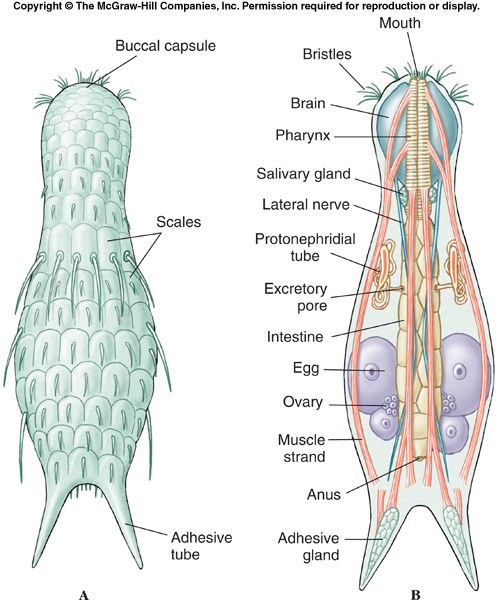 Copyright © The McGraw-Hill Companies, Inc. Permission required for reproduction or display.
Buccal capsule
Scales
Adhesive
tube
A
Mouth
Bristles
Brain
Pharynx
Salivary gland
Lateral nerve
Protonephridial
tube
Excretory
pore
Intestine
Egg
Ovary
Muscle
strand
Anus
Adhesive
gland
B